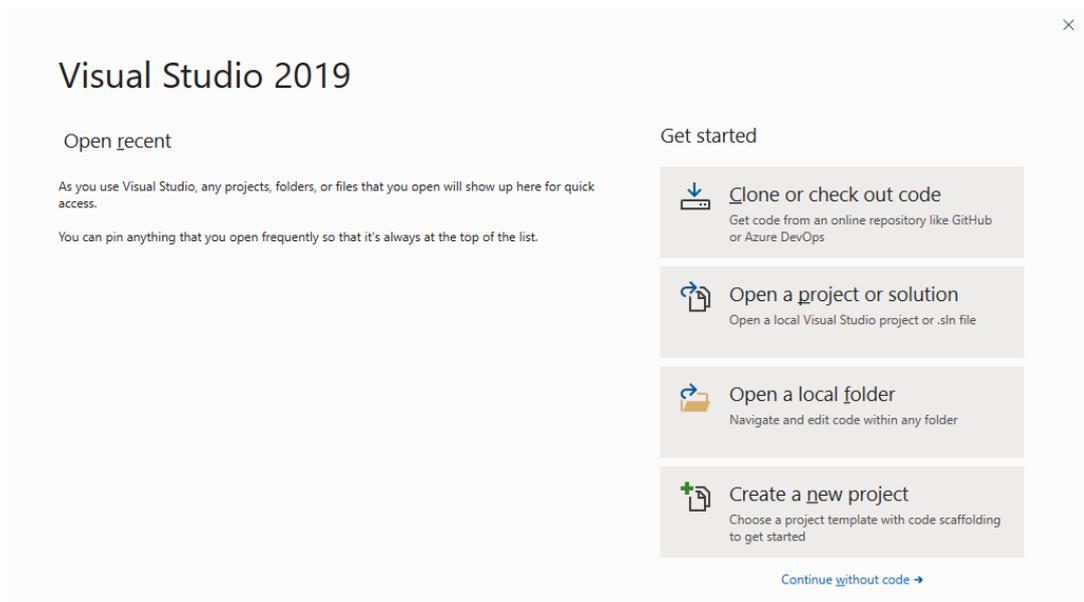 Visual Studio 2019
Open recent
As you use Visual Studio, any projects, folders, or files that you open will show up here for quick
access.
You can pin anything that you open frequently so that it's always at the top of the list.
Get started
Clone or check out code
Get code from an online repository like GitHub
or Azure DevOps
Open a project or solution
Open a local Visual Studio project or .sln file
Open a local folder
Navigate and edit code within any folder
Create a new project
Choose a project template with code scaffolding
to get started
Continue without code →